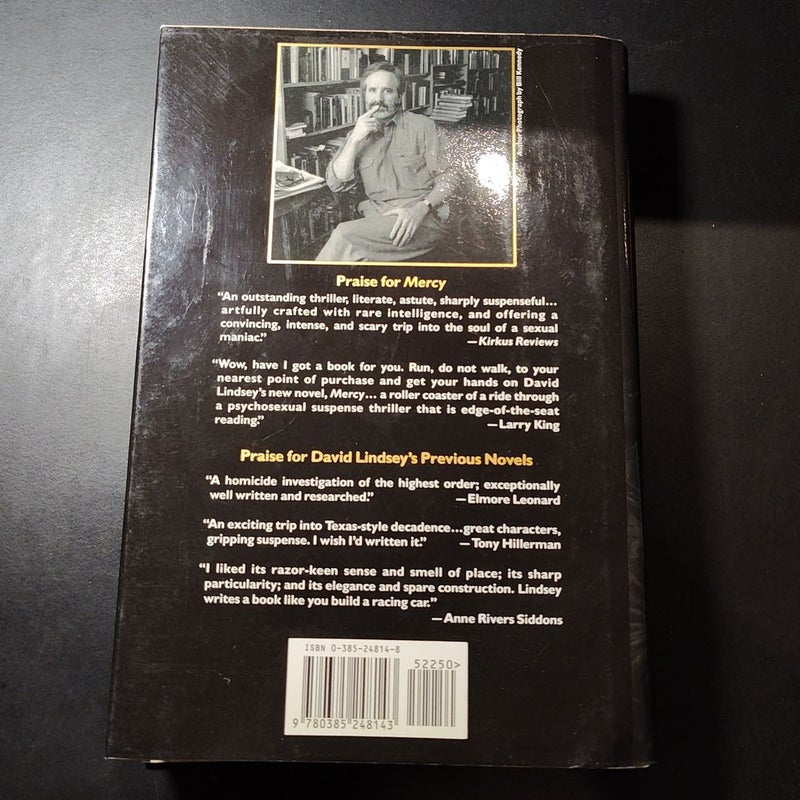 Author Photograph by Bill Kennedy
Praise for Mercy
“An outstanding thriller, literate, astute, sharply suspenseful...
artfully crafted with rare intelligence, and offering a
convincing, intense, and scary trip into the soul of a sexual
maniac.” —Kirkus Reviews
“Wow, have I got a book for you. Run, do not walk, to your
nearest point of purchase and get your hands on David
Lindsey’s new novel, Mercy... a roller coaster of a ride through
a psychosexual suspense thriller that is edge-of-the-seat
reading.” —Larry King
Praise for David Lindsey’s Previous Novels
“A homicide investigation of the highest order; exceptionally
well written and researched.” —Elmore Leonard
“An exciting trip into Texas-style decadence...great characters,
gripping suspense. I wish I’d written it.” —Tony Hillerman
“I liked its razor-keen sense and smell of place; its sharp
particularity; and its elegance and spare construction. Lindsey
writes a book like you build a racing car.”
—Anne Rivers Siddons
ISBN 0-385-24814-8
52250>
9 780385 248143